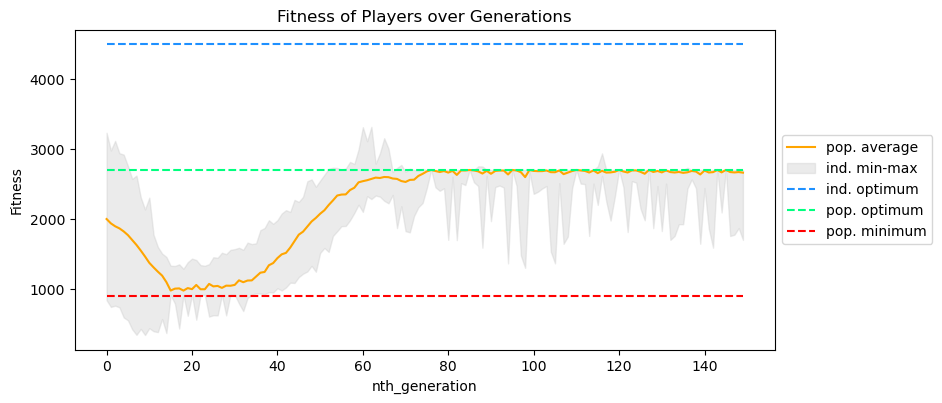 Fitness of Players over Generations
Fitness
4000
3000
2000
1000
0
20
40
60
80
100
120
140
nth_generation
pop. average
ind. min-max
ind. optimum
pop. optimum
pop. minimum